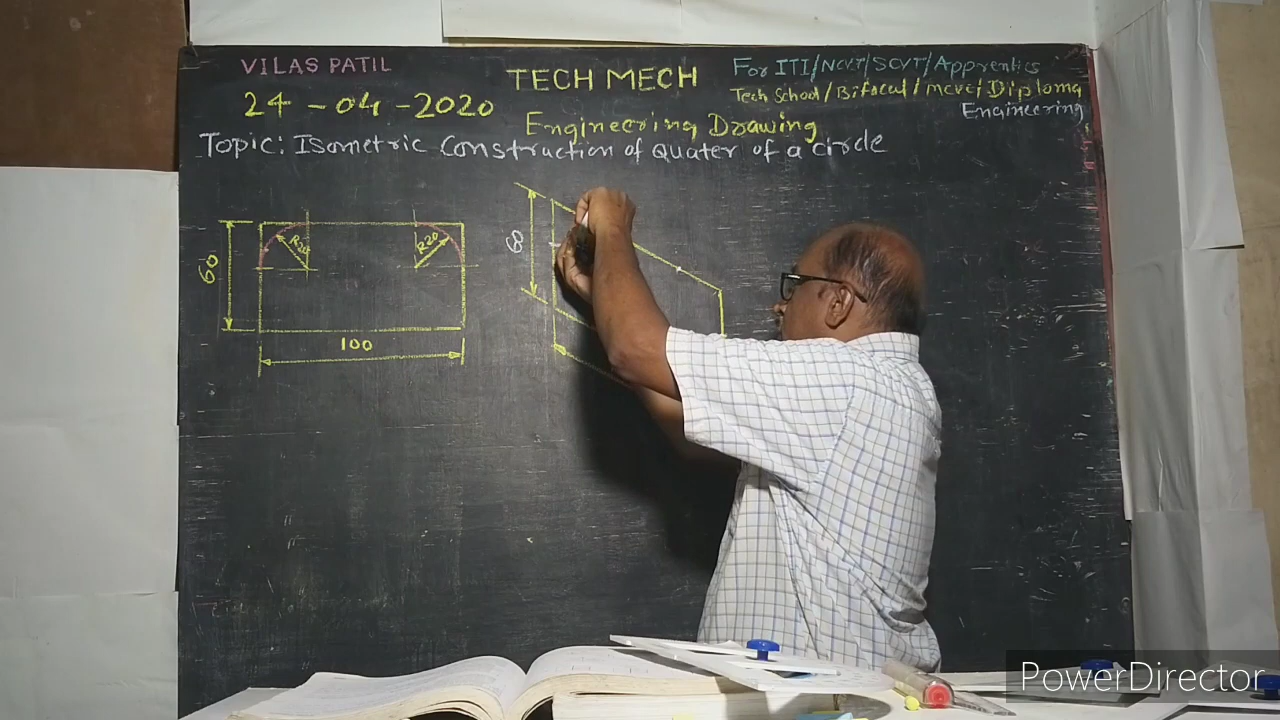 VILAS PATIL
TECH MECH
For ITI/NCVT/SCVT/Apprentics
24 -04 -2020
Tech School/Bifocal/mcvc/Diploma
Engineering
Engineering Drawing
Topic: Isometric Construction of Quater of a circle
60
R20
R20
100
60
PowerDirector